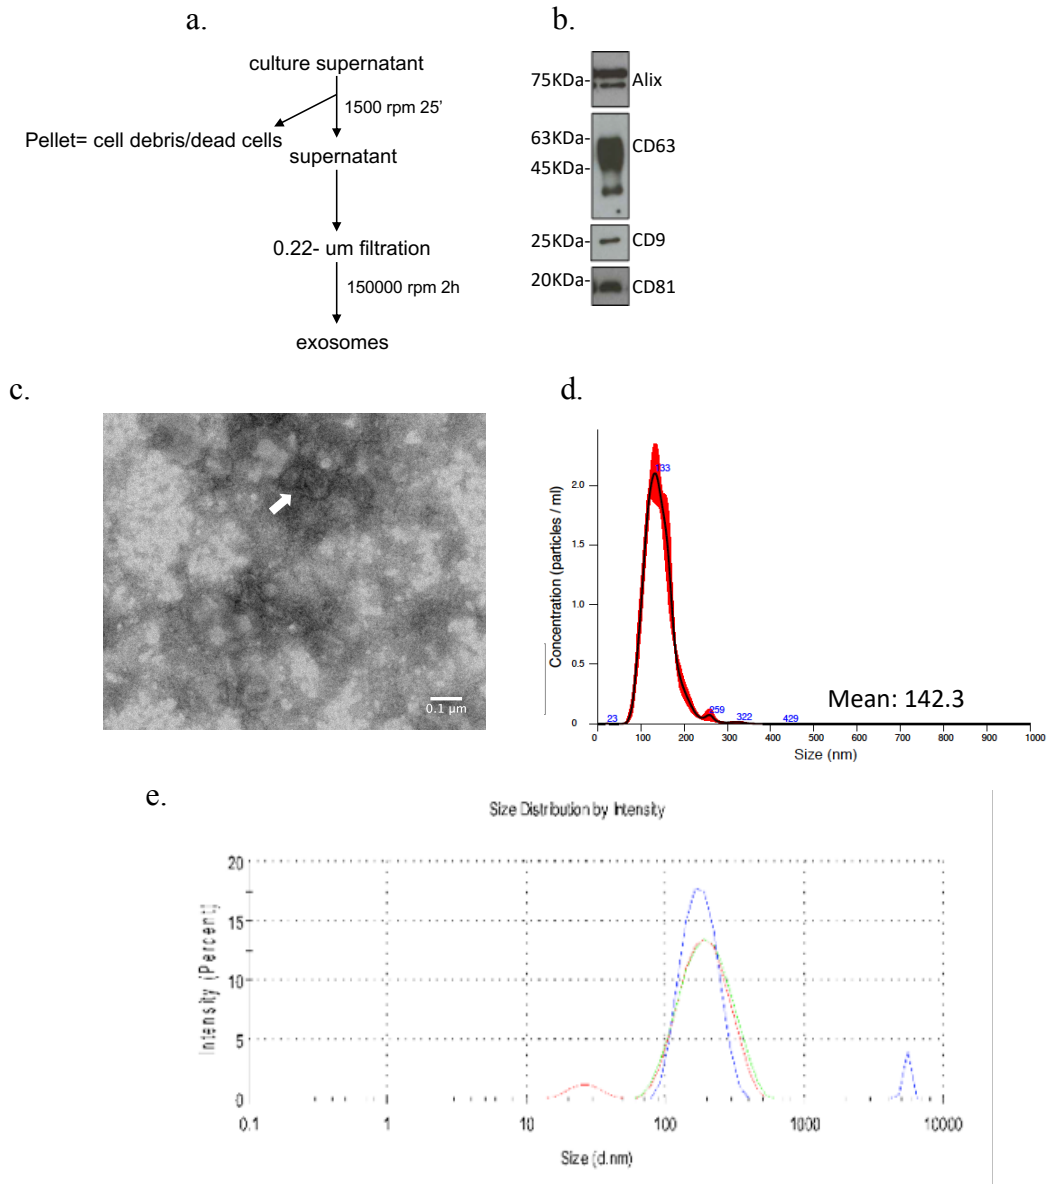 a.
culture supernatant
1500 rpm 25’
Pellet= cell debris/dead cells
supernatant
0.22- um filtration
150000 rpm 2h
exosomes
b.
75KDa- Alix
63KDa- CD63
45KDa-
25KDa- CD9
20KDa- CD81
c.
0.1 µm
d.
Concentration (particles / ml)
2.0
1.5
1.0
0.5
0
133
23
259
322
429
Mean: 142.3
0 100 200 300 400 500 600 700 800 900 1000
Size (nm)
e.
Size Distribution by Intensity
Intensity (Percent)
20
15
10
5
0
0.1 1 10 100 1000 10000
Size (d.nm)